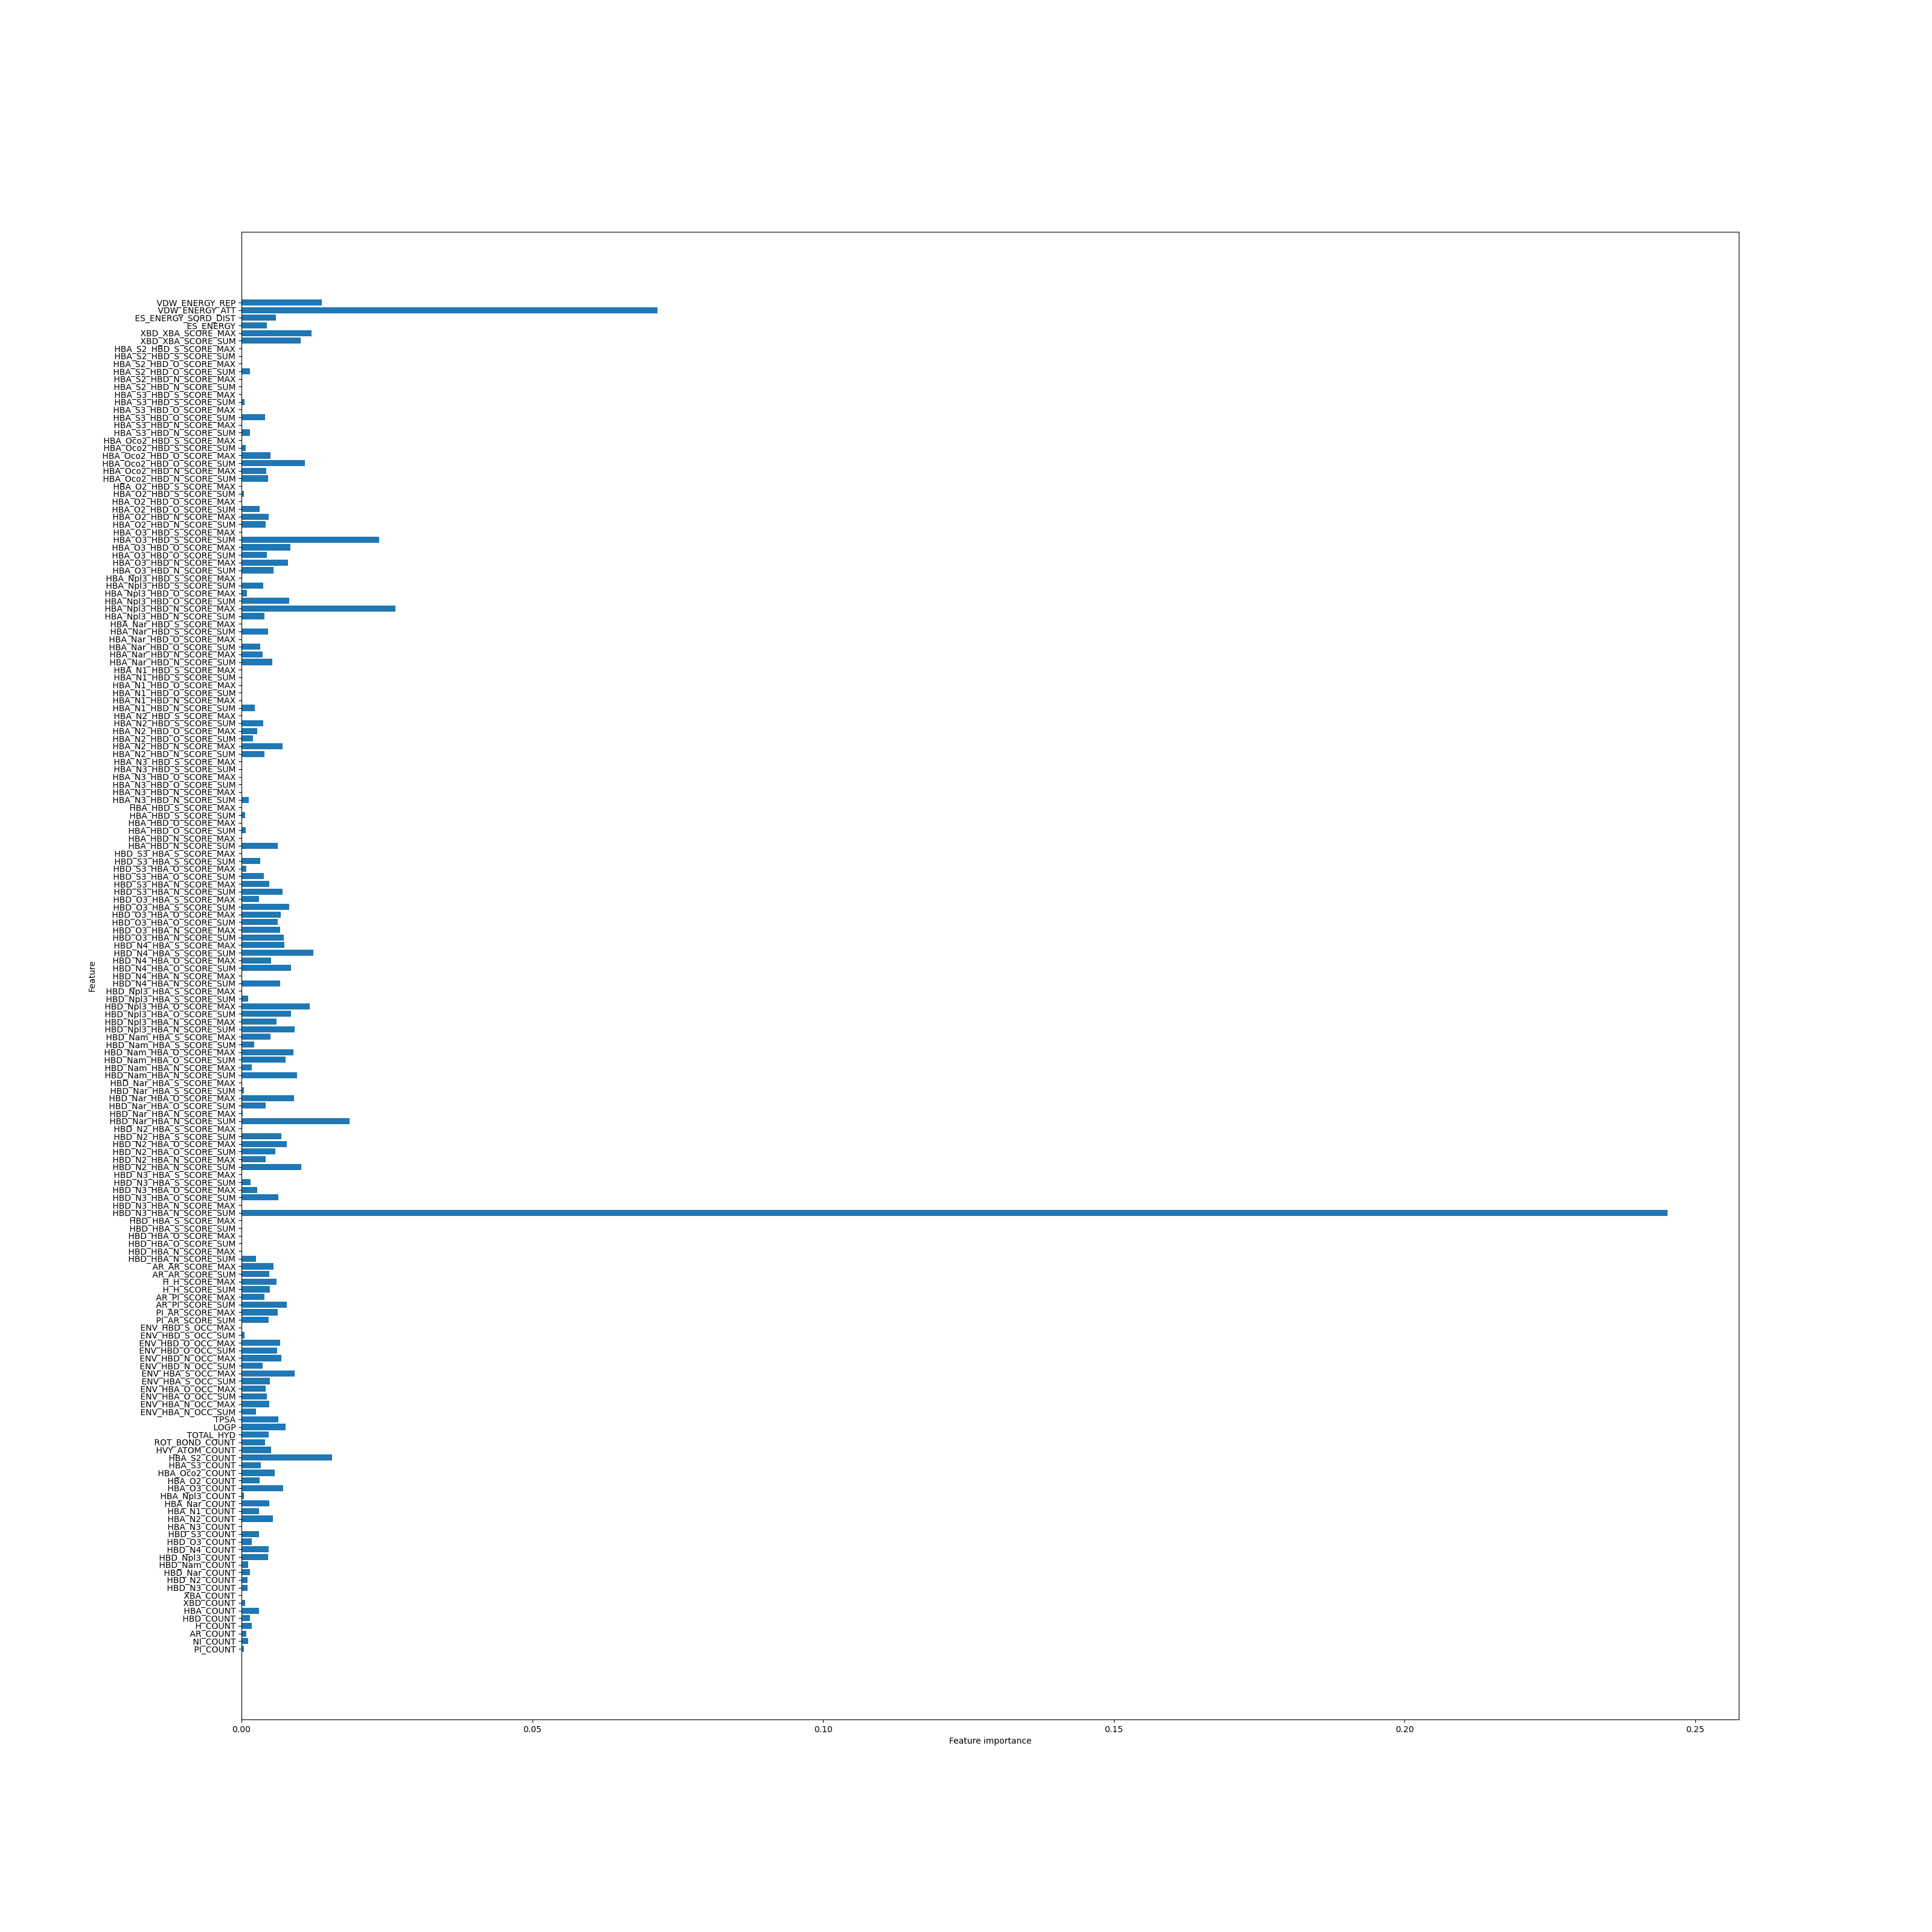 VDW_ENERGY_REP
VDW_ENERGY_ATT
ES_ENERGY_SQRD_DIST
ES_ENERGY
XBD_XBA_SCORE_MAX
XBD_XBA_SCORE_SUM
HBA_S2_HBD_S_SCORE_MAX
HBA_S2_HBD_S_SCORE_SUM
HBA_S2_HBD_O_SCORE_MAX
HBA_S2_HBD_O_SCORE_SUM
HBA_S2_HBD_N_SCORE_MAX
HBA_S2_HBD_N_SCORE_SUM
HBA_S3_HBD_S_SCORE_MAX
HBA_S3_HBD_S_SCORE_SUM
HBA_S3_HBD_O_SCORE_MAX
HBA_S3_HBD_O_SCORE_SUM
HBA_S3_HBD_N_SCORE_MAX
HBA_S3_HBD_N_SCORE_SUM
HBA_Oco2_HBD_S_SCORE_MAX
HBA_Oco2_HBD_S_SCORE_SUM
HBA_Oco2_HBD_O_SCORE_MAX
HBA_Oco2_HBD_O_SCORE_SUM
HBA_Oco2_HBD_N_SCORE_MAX
HBA_Oco2_HBD_N_SCORE_SUM
HBA_O2_HBD_S_SCORE_MAX
HBA_O2_HBD_S_SCORE_SUM
HBA_O2_HBD_O_SCORE_MAX
HBA_O2_HBD_O_SCORE_SUM
HBA_O2_HBD_N_SCORE_MAX
HBA_O2_HBD_N_SCORE_SUM
HBA_O3_HBD_S_SCORE_MAX
HBA_O3_HBD_S_SCORE_SUM
HBA_O3_HBD_O_SCORE_MAX
HBA_O3_HBD_O_SCORE_SUM
HBA_O3_HBD_N_SCORE_MAX
HBA_O3_HBD_N_SCORE_SUM
HBA_Npl3_HBD_S_SCORE_MAX
HBA_Npl3_HBD_S_SCORE_SUM
HBA_Npl3_HBD_O_SCORE_MAX
HBA_Npl3_HBD_O_SCORE_SUM
HBA_Npl3_HBD_N_SCORE_MAX
HBA_Npl3_HBD_N_SCORE_SUM
HBA_Nar_HBD_S_SCORE_MAX
HBA_Nar_HBD_S_SCORE_SUM
HBA_Nar_HBD_O_SCORE_MAX
HBA_Nar_HBD_O_SCORE_SUM
HBA_Nar_HBD_N_SCORE_MAX
HBA_Nar_HBD_N_SCORE_SUM
HBA_N1_HBD_S_SCORE_MAX
HBA_N1_HBD_S_SCORE_SUM
HBA_N1_HBD_O_SCORE_MAX
HBA_N1_HBD_O_SCORE_SUM
HBA_N1_HBD_N_SCORE_MAX
HBA_N1_HBD_N_SCORE_SUM
HBA_N2_HBD_S_SCORE_MAX
HBA_N2_HBD_S_SCORE_SUM
HBA_N2_HBD_O_SCORE_MAX
HBA_N2_HBD_O_SCORE_SUM
HBA_N2_HBD_N_SCORE_MAX
HBA_N2_HBD_N_SCORE_SUM
HBA_N3_HBD_S_SCORE_MAX
HBA_N3_HBD_S_SCORE_SUM
HBA_N3_HBD_O_SCORE_MAX
HBA_N3_HBD_O_SCORE_SUM
HBA_N3_HBD_N_SCORE_MAX
HBA_N3_HBD_N_SCORE_SUM
HBA_HBD_S_SCORE_MAX
HBA_HBD_S_SCORE_SUM
HBA_HBD_O_SCORE_MAX
HBA_HBD_O_SCORE_SUM
HBA_HBD_N_SCORE_MAX
HBA_HBD_N_SCORE_SUM
HBD_S3_HBA_S_SCORE_MAX
HBD_S3_HBA_S_SCORE_SUM
HBD_S3_HBA_O_SCORE_MAX
HBD_S3_HBA_O_SCORE_SUM
HBD_S3_HBA_N_SCORE_MAX
HBD_S3_HBA_N_SCORE_SUM
HBD_O3_HBA_S_SCORE_MAX
HBD_O3_HBA_S_SCORE_SUM
HBD_O3_HBA_O_SCORE_MAX
HBD_O3_HBA_O_SCORE_SUM
HBD_O3_HBA_N_SCORE_MAX
HBD_O3_HBA_N_SCORE_SUM
HBD_N4_HBA_S_SCORE_MAX
HBD_N4_HBA_S_SCORE_SUM
HBD_N4_HBA_O_SCORE_MAX
HBD_N4_HBA_O_SCORE_SUM
HBD_N4_HBA_N_SCORE_MAX
HBD_N4_HBA_N_SCORE_SUM
HBD_Npl3_HBA_S_SCORE_MAX
HBD_Npl3_HBA_S_SCORE_SUM
HBD_Npl3_HBA_O_SCORE_MAX
HBD_Npl3_HBA_O_SCORE_SUM
HBD_Npl3_HBA_N_SCORE_MAX
HBD_Npl3_HBA_N_SCORE_SUM
HBD_Nam_HBA_S_SCORE_MAX
HBD_Nam_HBA_S_SCORE_SUM
HBD_Nam_HBA_O_SCORE_MAX
HBD_Nam_HBA_O_SCORE_SUM
HBD_Nam_HBA_N_SCORE_MAX
HBD_Nam_HBA_N_SCORE_SUM
HBD_Nar_HBA_S_SCORE_MAX
HBD_Nar_HBA_S_SCORE_SUM
HBD_Nar_HBA_O_SCORE_MAX
HBD_Nar_HBA_O_SCORE_SUM
HBD_Nar_HBA_N_SCORE_MAX
HBD_Nar_HBA_N_SCORE_SUM
HBD_N2_HBA_S_SCORE_MAX
HBD_N2_HBA_S_SCORE_SUM
HBD_N2_HBA_O_SCORE_MAX
HBD_N2_HBA_O_SCORE_SUM
HBD_N2_HBA_N_SCORE_MAX
HBD_N2_HBA_N_SCORE_SUM
HBD_N3_HBA_S_SCORE_MAX
HBD_N3_HBA_S_SCORE_SUM
HBD_N3_HBA_O_SCORE_MAX
HBD_N3_HBA_O_SCORE_SUM
HBD_N3_HBA_N_SCORE_MAX
HBD_N3_HBA_N_SCORE_SUM
HBD_HBA_S_SCORE_MAX
HBD_HBA_S_SCORE_SUM
HBD_HBA_O_SCORE_MAX
HBD_HBA_O_SCORE_SUM
HBD_HBA_N_SCORE_MAX
HBD_HBA_N_SCORE_SUM
AR_AR_SCORE_MAX
AR_AR_SCORE_SUM
H_H_SCORE_MAX
H_H_SCORE_SUM
AR_PI_SCORE_MAX
AR_PI_SCORE_SUM
PI_AR_SCORE_MAX
PI_AR_SCORE_SUM
ENV_HBD_S_OCC_MAX
ENV_HBD_S_OCC_SUM
ENV_HBD_O_OCC_MAX
ENV_HBD_O_OCC_SUM
ENV_HBD_N_OCC_MAX
ENV_HBD_N_OCC_SUM
ENV_HBA_S_OCC_MAX
ENV_HBA_S_OCC_SUM
ENV_HBA_O_OCC_MAX
ENV_HBA_O_OCC_SUM
ENV_HBA_N_OCC_MAX
ENV_HBA_N_OCC_SUM
TPSA
LOGP
TOTAL_HYD
ROT_BOND_COUNT
HVY_ATOM_COUNT
HBA_S2_COUNT
HBA_S3_COUNT
HBA_Oco2_COUNT
HBA_O2_COUNT
HBA_O3_COUNT
HBA_Npl3_COUNT
HBA_Nar_COUNT
HBA_N1_COUNT
HBA_N2_COUNT
HBA_N3_COUNT
HBD_S3_COUNT
HBD_O3_COUNT
HBD_N4_COUNT
HBD_Npl3_COUNT
HBD_Nam_COUNT
HBD_Nar_COUNT
HBD_N2_COUNT
HBD_N3_COUNT
XBA_COUNT
XBD_COUNT
HBA_COUNT
HBD_COUNT
H_COUNT
AR_COUNT
NI_COUNT
PI_COUNT
Feature
0.00 0.05 0.10 0.15 0.20 0.25
Feature importance